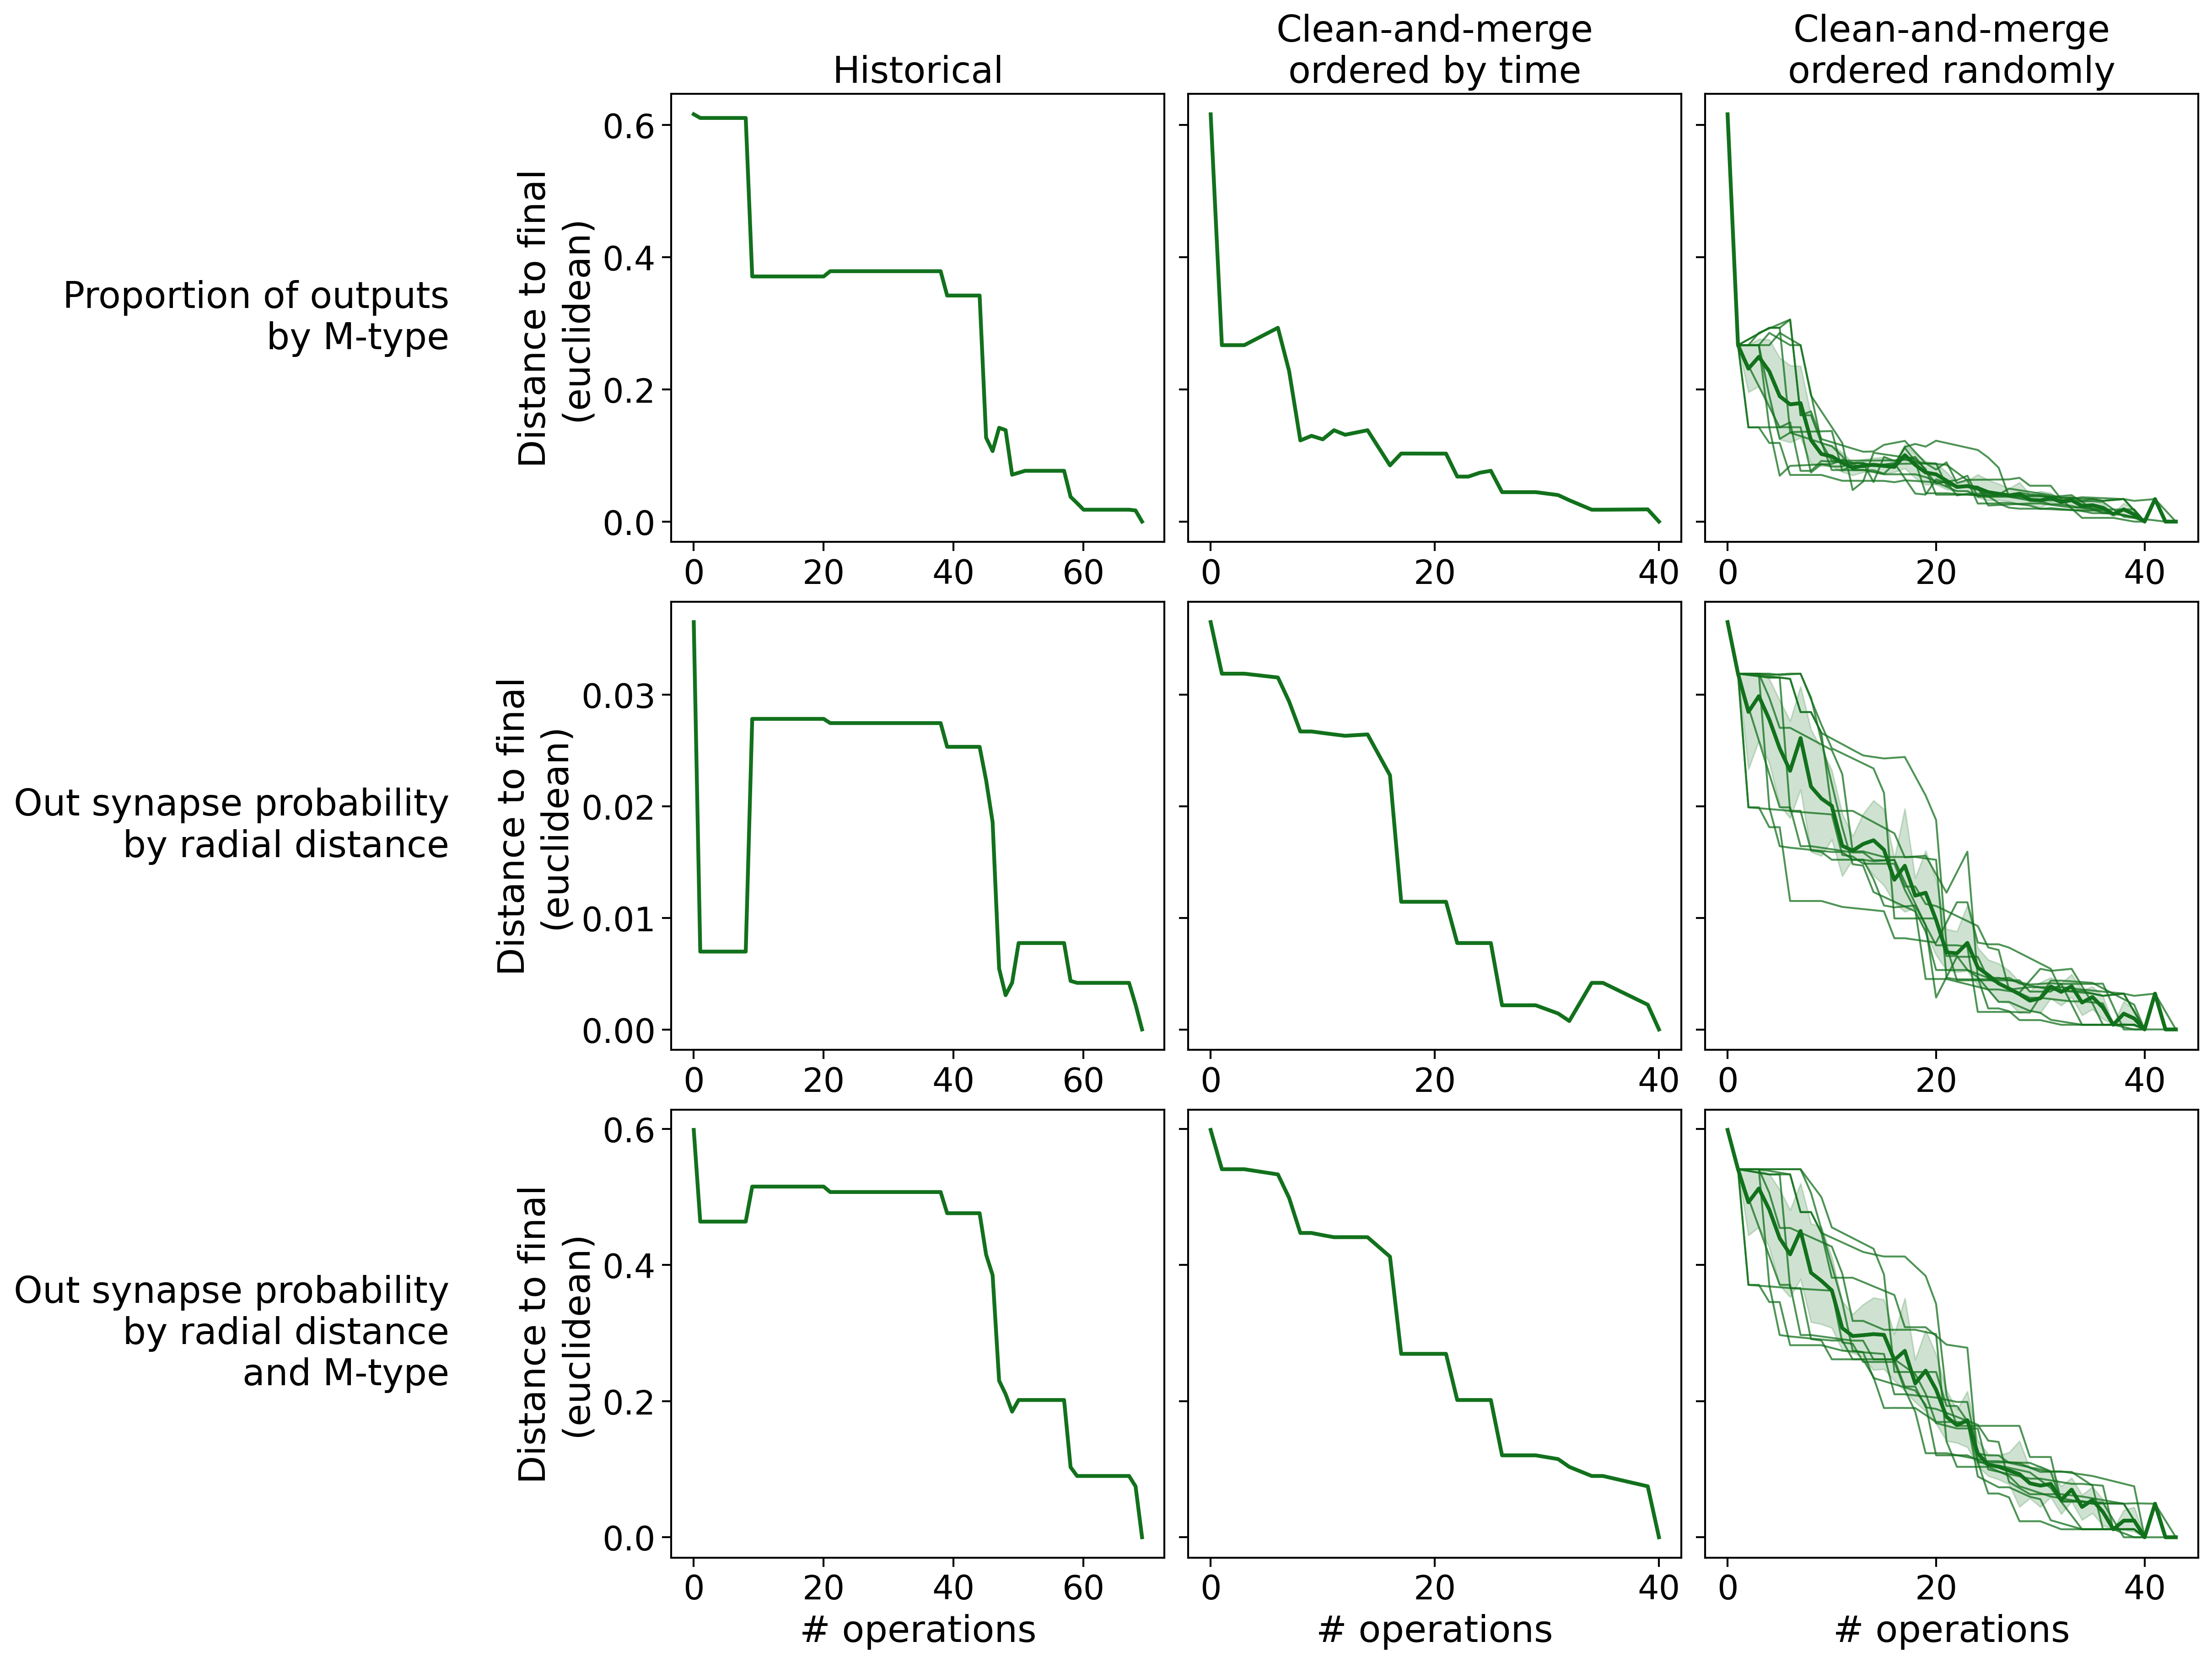 Historical
Clean-and-merge
ordered by time
Clean-and-merge
ordered randomly
Proportion of outputs
by M-type
Distance to final
(euclidean)
0.6
0.4
0.2
0.0
0 20 40 60
0 20 40
0 20 40
Out synapse probability
by radial distance
Distance to final
(euclidean)
0.03
0.02
0.01
0.00
0 20 40 60
0 20 40
0 20 40
Out synapse probability
by radial distance
and M-type
Distance to final
(euclidean)
0.6
0.4
0.2
0.0
0 20 40 60
0 20 40
0 20 40
# operations
# operations
# operations